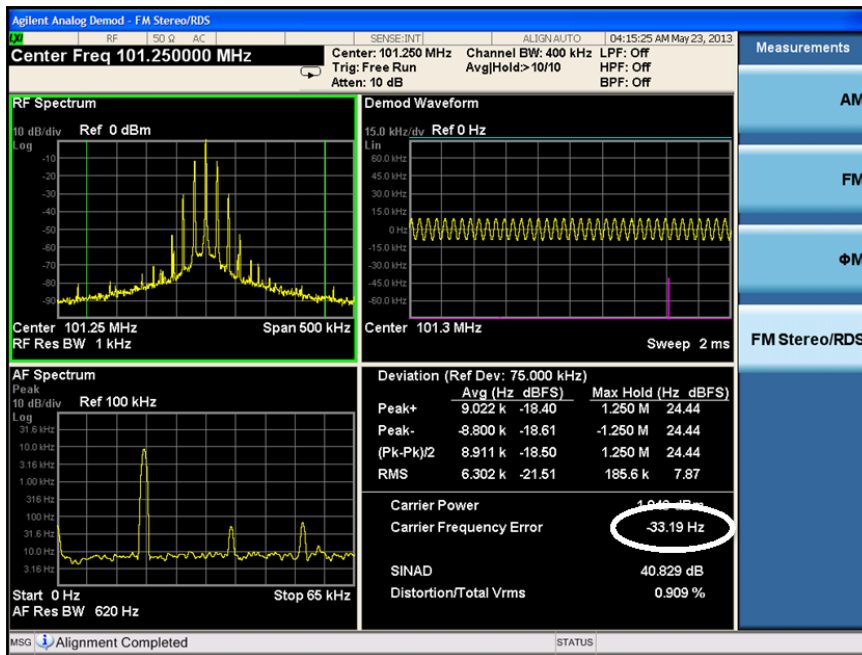 Agilent Analog Demod - FM Stereo/RDS
LXI RF 50 Ω AC SENSE:INT ALIGN AUTO 04:15:25 AM May 23, 2013
Center Freq 101.250000 MHz
Center: 101.250 MHz Channel BW: 400 kHz LPF: Off
Trig: Free Run Avg|Hold:>10/10 HPF: Off
Atten: 10 dB BPF: Off
Measurements
AM
FM
ΦM
FM Stereo/RDS
RF Spectrum
10 dB/div Ref 0 dBm
Log
-10
-20
-30
-40
-50
-60
-70
-80
-90
Center 101.25 MHz Span 500 kHz
RF Res BW 1 kHz
Demod Waveform
15.0 kHz/dv Ref 0 Hz
Lin
60.0 kHz
45.0 kHz
30.0 kHz
15.0 kHz
0 Hz
-15.0 kHz
-30.0 kHz
-45.0 kHz
-60.0 kHz
Center 101.3 MHz
Sweep 2 ms
AF Spectrum
Peak
10 dB/div Ref 100 kHz
Log
31.6 kHz
10.0 kHz
3.16 kHz
1.00 kHz
316 Hz
100 Hz
31.6 Hz
10.0 Hz
3.16 Hz
Start 0 Hz Stop 65 kHz
AF Res BW 620 Hz
Deviation (Ref Dev: 75.000 kHz)
Avg (Hz dBFS) Max Hold (Hz dBFS)
Peak+ 9.022 k -18.40 1.250 M 24.44
Peak- -8.800 k -18.61 -1.250 M 24.44
(Pk-Pk)/2 8.911 k -18.50 1.250 M 24.44
RMS 6.302 k -21.51 185.6 k 7.87
Carrier Power dBm
Carrier Frequency Error -33.19 Hz
SINAD 40.829 dB
Distortion/Total Vrms 0.909 %
MSG Alignment Completed STATUS